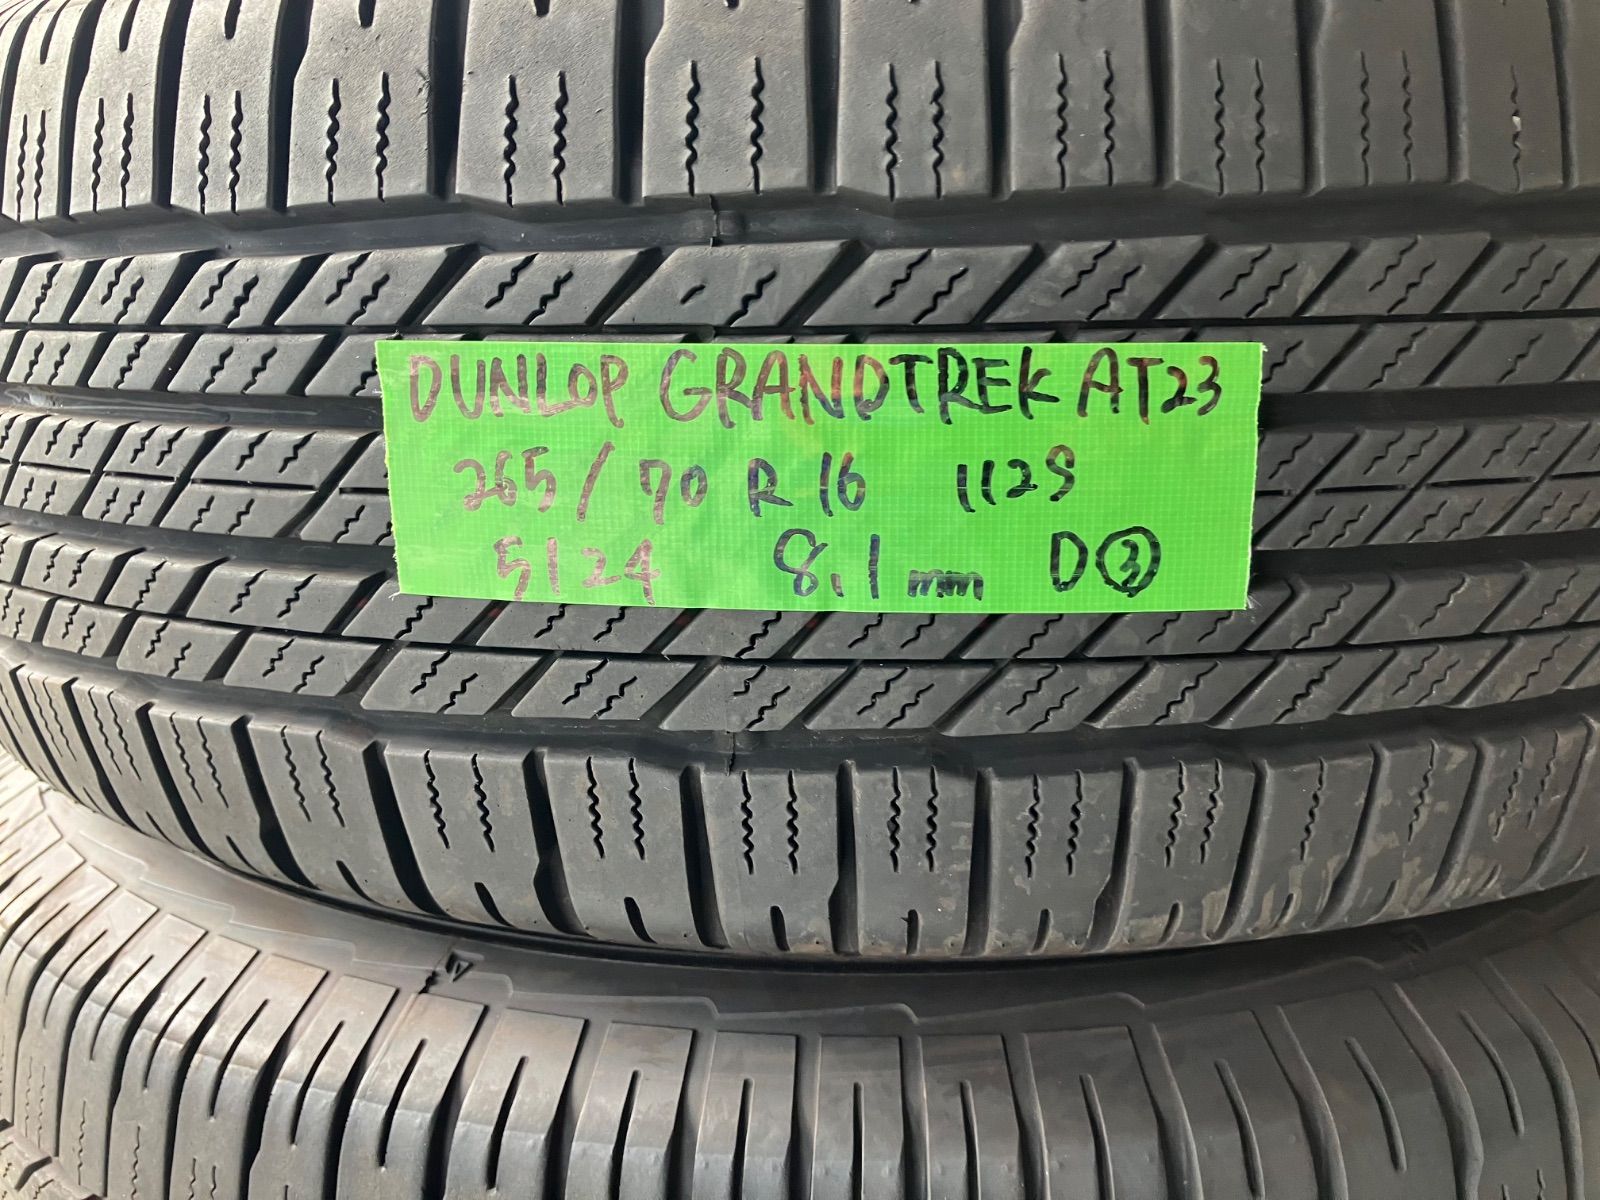 DUNLOP GRANDTREK AT23
265/70 R16 112S
5124 8.1mm D③